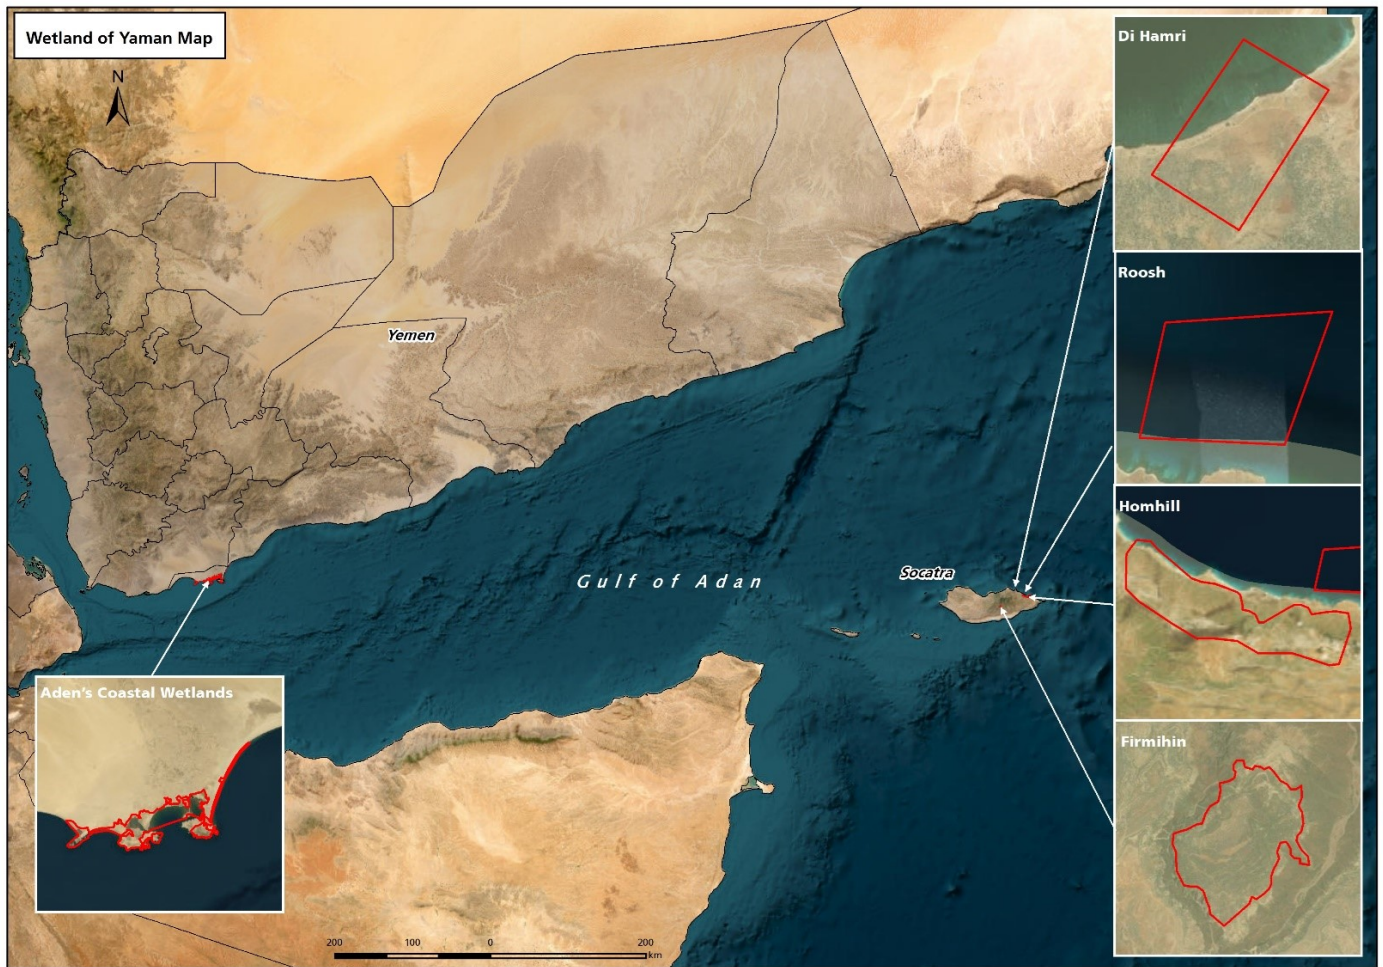 Wetland of Yaman Map
N
Di Hamri
Roosh
Yemen
Homhill
Socatra
Gulf of Adan
Aden's Coastal Wetlands
Firmihin
200 100 0 200
km